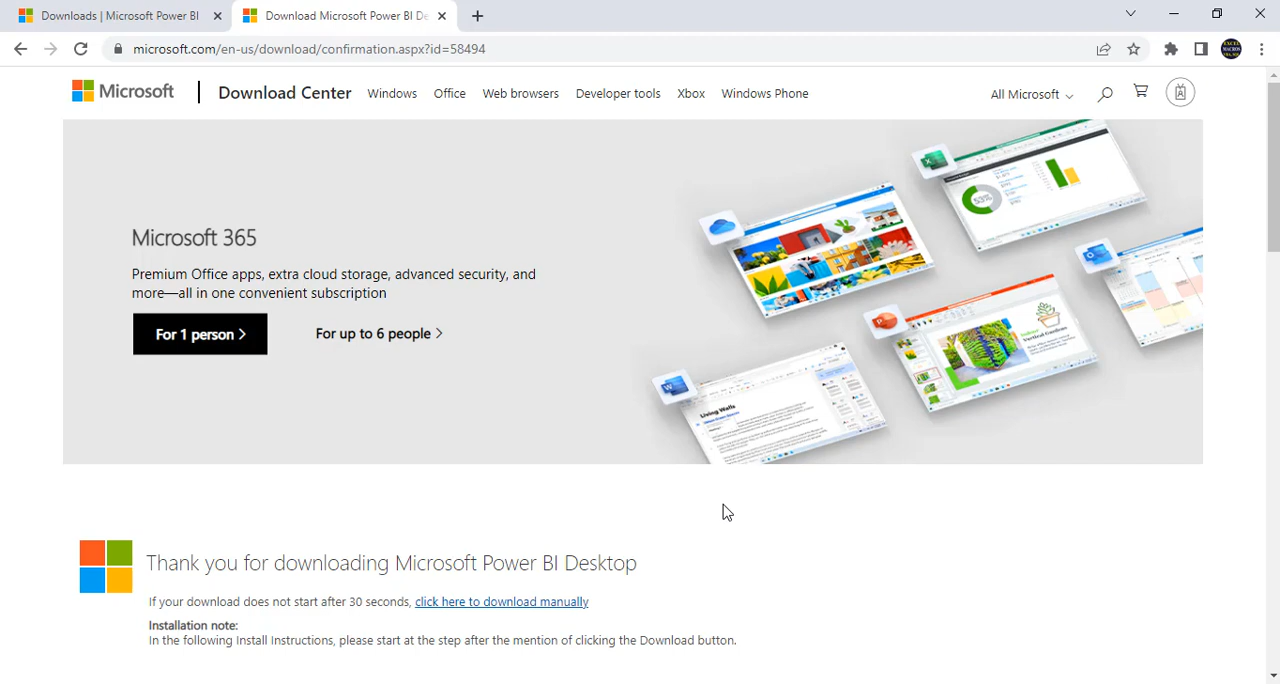 Downloads | Microsoft Power BI
Download Microsoft Power BI De
microsoft.com/en-us/download/confirmation.aspx?id=58494
Microsoft
Download Center
Windows
Office
Web browsers
Developer tools
Xbox
Windows Phone
All Microsoft
Microsoft 365
Premium Office apps, extra cloud storage, advanced security, and
more—all in one convenient subscription
For 1 person
For up to 6 people
53%
Living Walls
Vertical Gardens
Thank you for downloading Microsoft Power BI Desktop
If your download does not start after 30 seconds, click here to download manually
Installation note:
In the following Install Instructions, please start at the step after the mention of clicking the Download button.